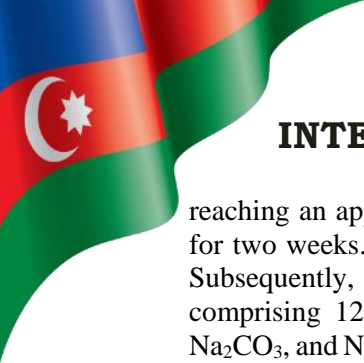 INTE
reaching an ap
for two weeks.
Subsequently,
comprising 12
Na₂CO₃, and N